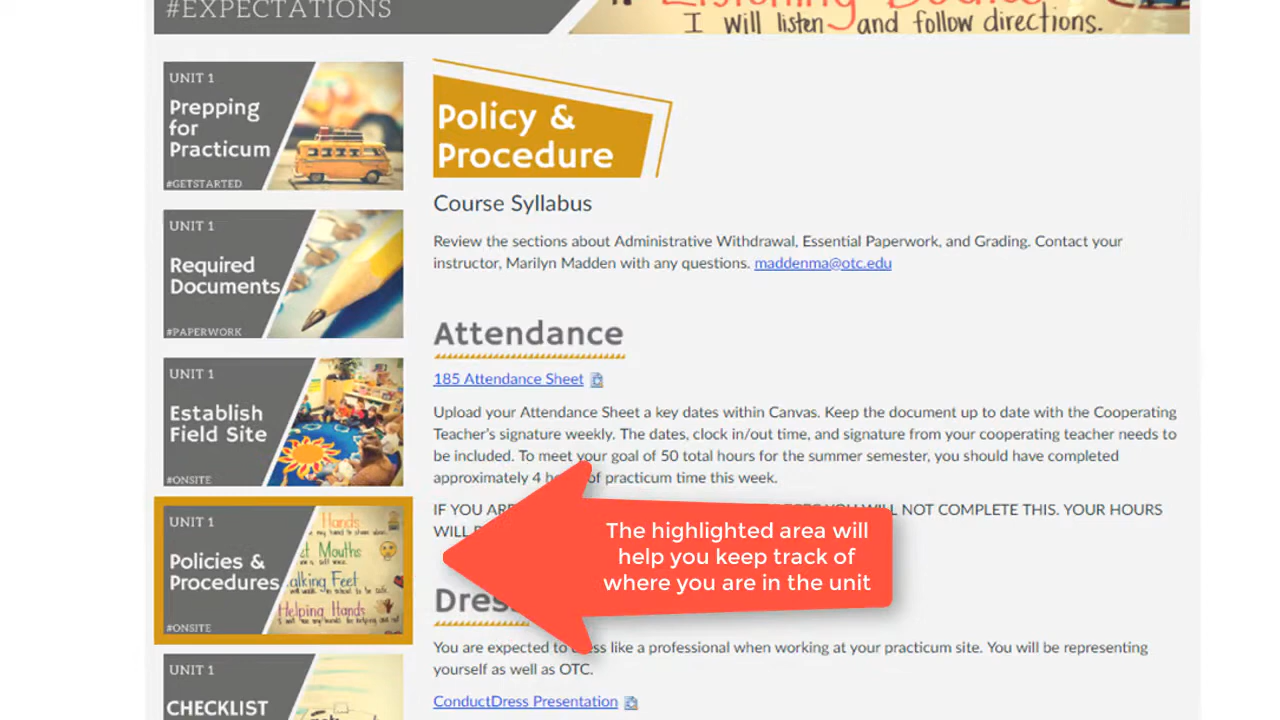 #EXPECTATIONS
I will listen and follow directions.
UNIT 1
Prepping
for
Practicum
#GETSTARTED
UNIT 1
Required
Documents
#PAPERWORK
UNIT 1
Establish
Field Site
#ONSITE
UNIT 1
Policies &
Procedures
#ONSITE
Hands
Mouths
alking Feet
Helping Hands
UNIT 1
CHECKLIST
Policy &
Procedure
Course Syllabus
Review the sections about Administrative Withdrawal, Essential Paperwork, and Grading. Contact your
instructor, Marilyn Madden with any questions. maddenma@otc.edu
Attendance
185 Attendance Sheet
Upload your Attendance Sheet a key dates within Canvas. Keep the document up to date with the Cooperating
Teacher's signature weekly. The dates, clock in/out time, and signature from your cooperating teacher needs to
be included. To meet your goal of 50 total hours for the summer semester, you should have completed
approximately 4 of practicum time this week.
IF YOU ARE WILL NOT COMPLETE THIS. YOUR HOURS
WILL
The highlighted area will
help you keep track of
where you are in the unit
Dress
You are expected to dress like a professional when working at your practicum site. You will be representing
yourself as well as OTC.
ConductDress Presentation